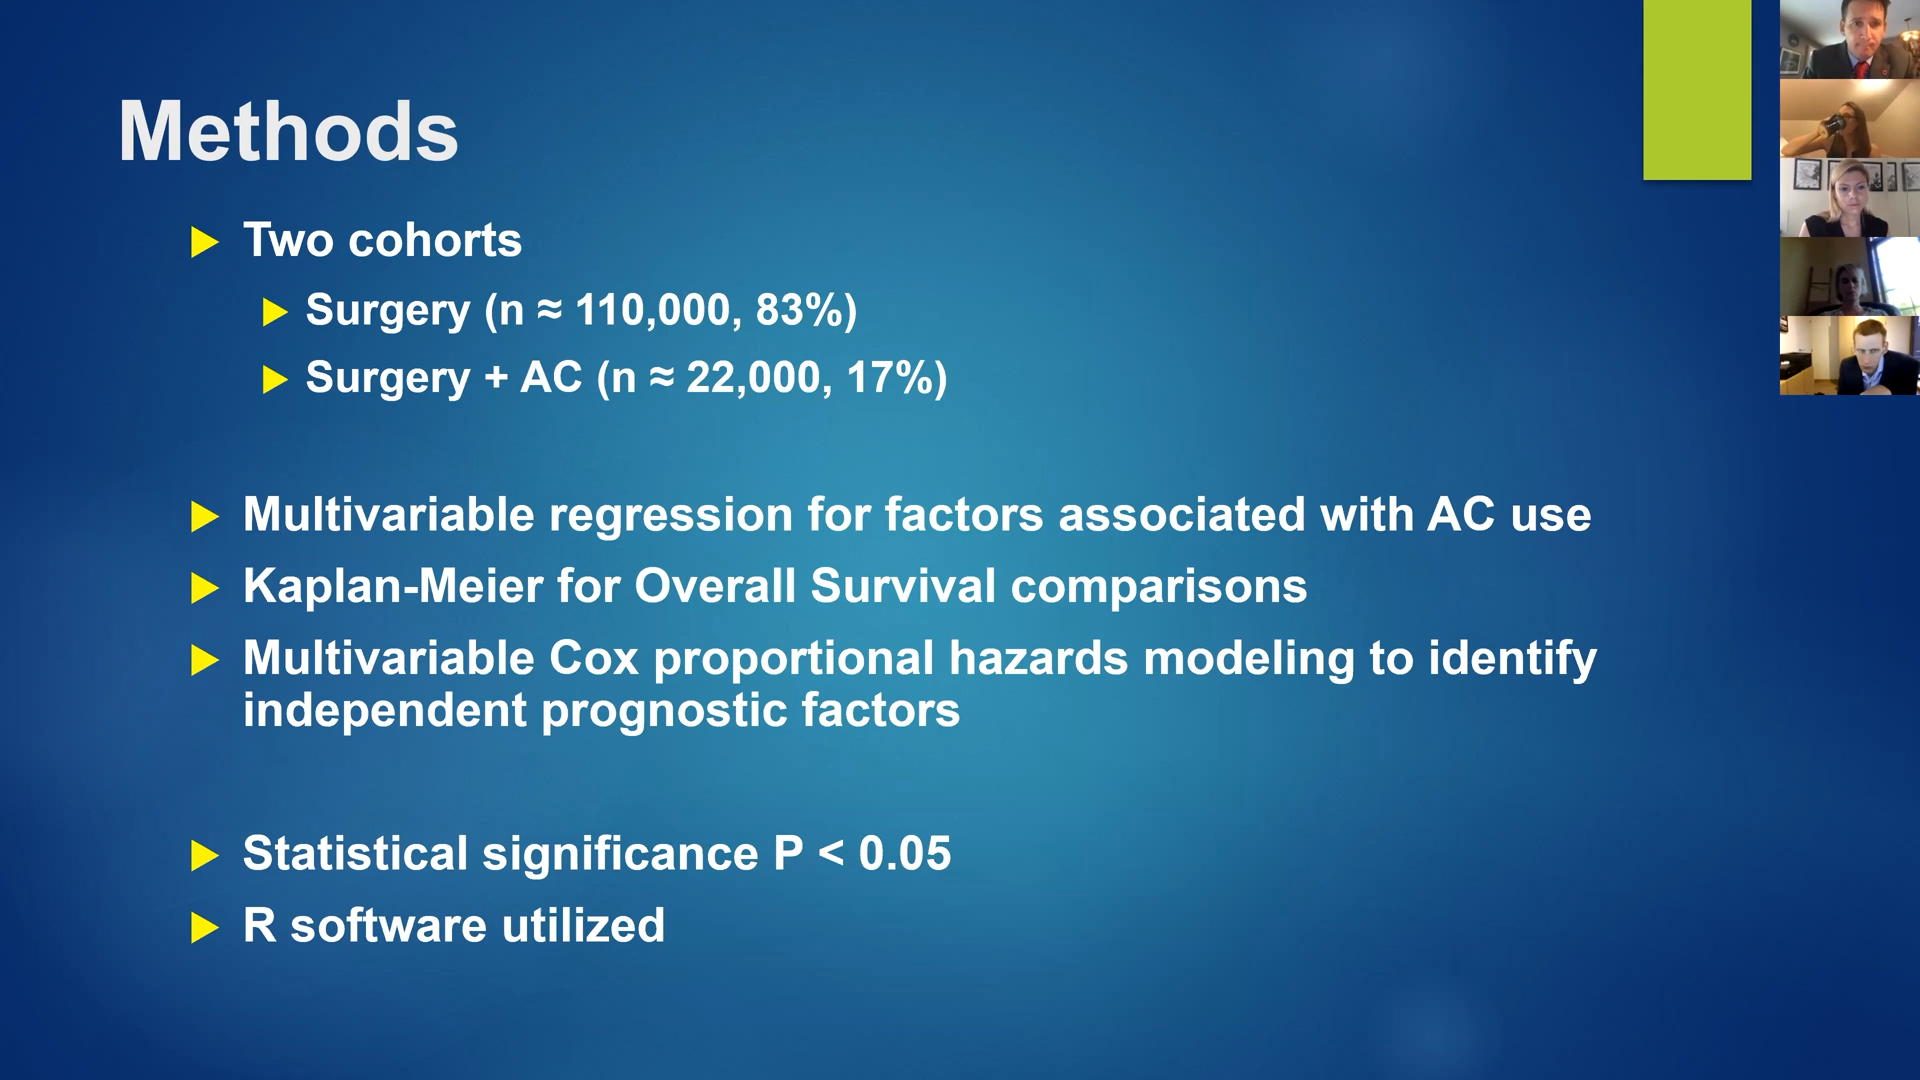 Methods
Two cohorts
Surgery (n ≈ 110,000, 83%)
Surgery + AC (n ≈ 22,000, 17%)
Multivariable regression for factors associated with AC use
Kaplan-Meier for Overall Survival comparisons
Multivariable Cox proportional hazards modeling to identify
independent prognostic factors
Statistical significance P < 0.05
R software utilized